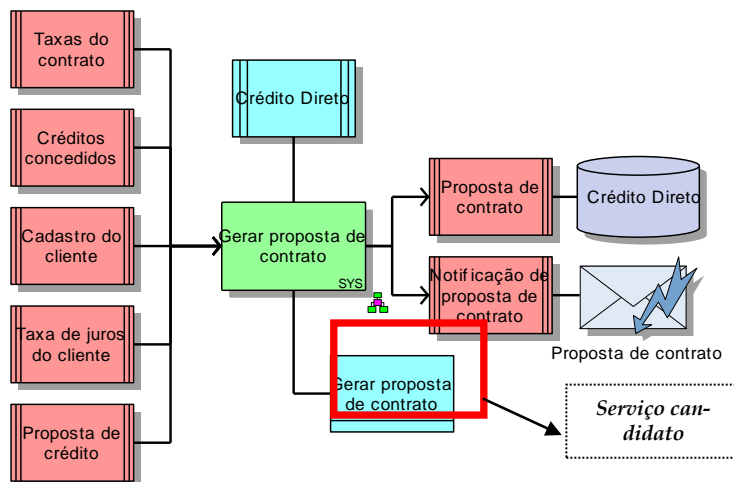 Taxas do
contrato
Créditos
concedidos
Cadastro do
cliente
Taxa de juros
do cliente
Proposta de
crédito
Crédito Direto
Gerar proposta de
contrato
SYS
Gerar proposta
de contrato
Proposta de
contrato
Crédito Direto
Notificação de
proposta de
contrato
Proposta de contrato
Serviço can-
didato